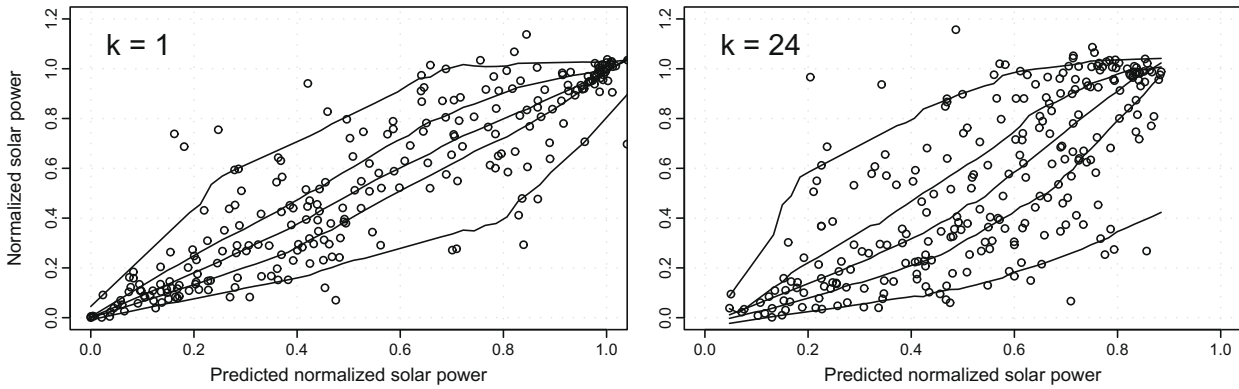 Normalized solar power
0.0 0.2 0.4 0.6 0.8 1.0 1.2
k = 1
0.0 0.2 0.4 0.6 0.8 1.0
Predicted normalized solar power
0.0 0.2 0.4 0.6 0.8 1.0 1.2
k = 24
0.0 0.2 0.4 0.6 0.8 1.0
Predicted normalized solar power
Normalized solar power